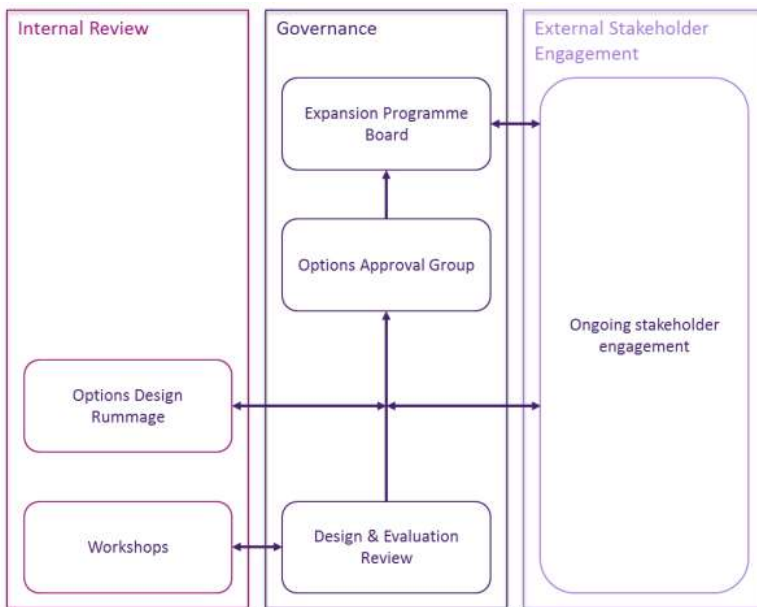 Internal Review
Governance
External Stakeholder
Engagement
Expansion Programme
Board
Options Approval Group
Ongoing stakeholder
engagement
Options Design
Rummage
Workshops
Design & Evaluation
Review